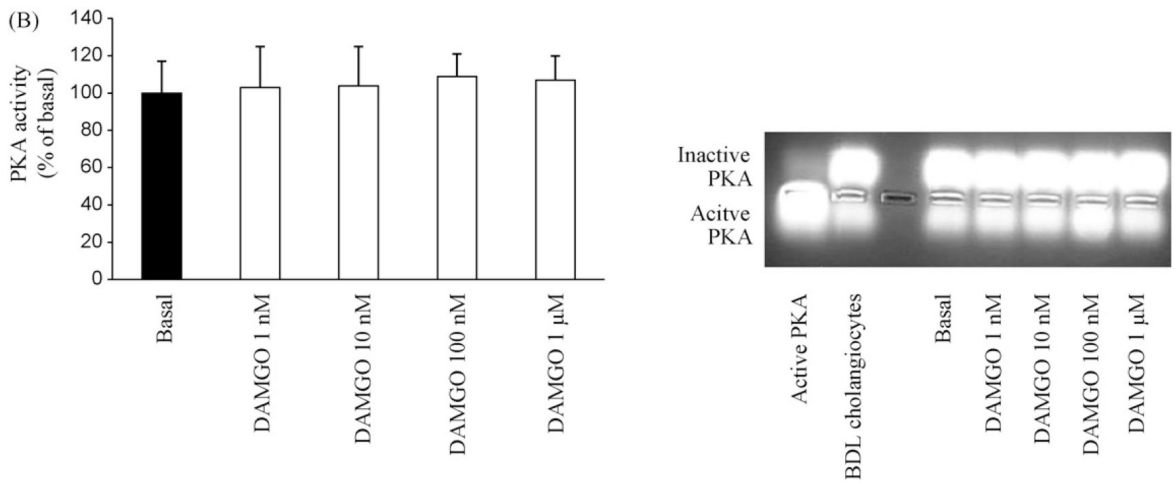 (B)
PKA activity
(% of basal)
140
120
100
80
60
40
20
0
Basal
DAMGO 1 nM
DAMGO 10 nM
DAMGO 100 nM
DAMGO 1 μM
Inactive
PKA
Acitve
PKA
Active PKA
BDL cholangiocytes
Basal
DAMGO 1 nM
DAMGO 10 nM
DAMGO 100 nM
DAMGO 1 μM